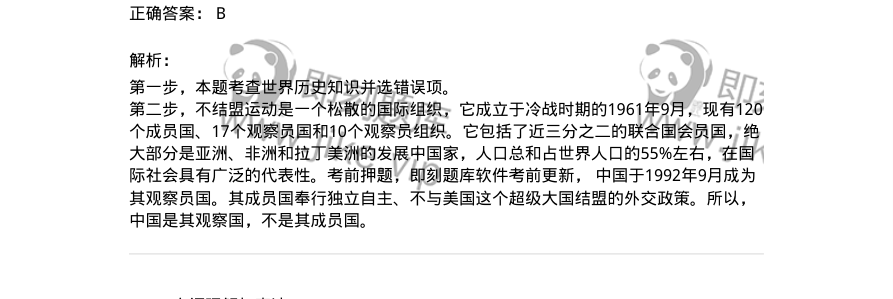 正确答案： B
解析：
第一步，本题考查世界历史知识并选错误项。
第二步，不结盟运动是一个松散的国际组织，它成立于冷战时期的1961年9月，现有120
个成员国、17个观察员国和10个观察员组织。它包括了近三分之二的联合国会员国，绝
大部分是亚洲、非洲和拉丁美洲的发展中国家，人口总和占世界人口的55%左右，在国
际社会具有广泛的代表性。考前押题，即刻题库软件考前更新， 中国于1992年9月成为
其观察员国。其成员国奉行独立自主、不与美国这个超级大国结盟的外交政策。所以，
中国是其观察国，不是其成员国。